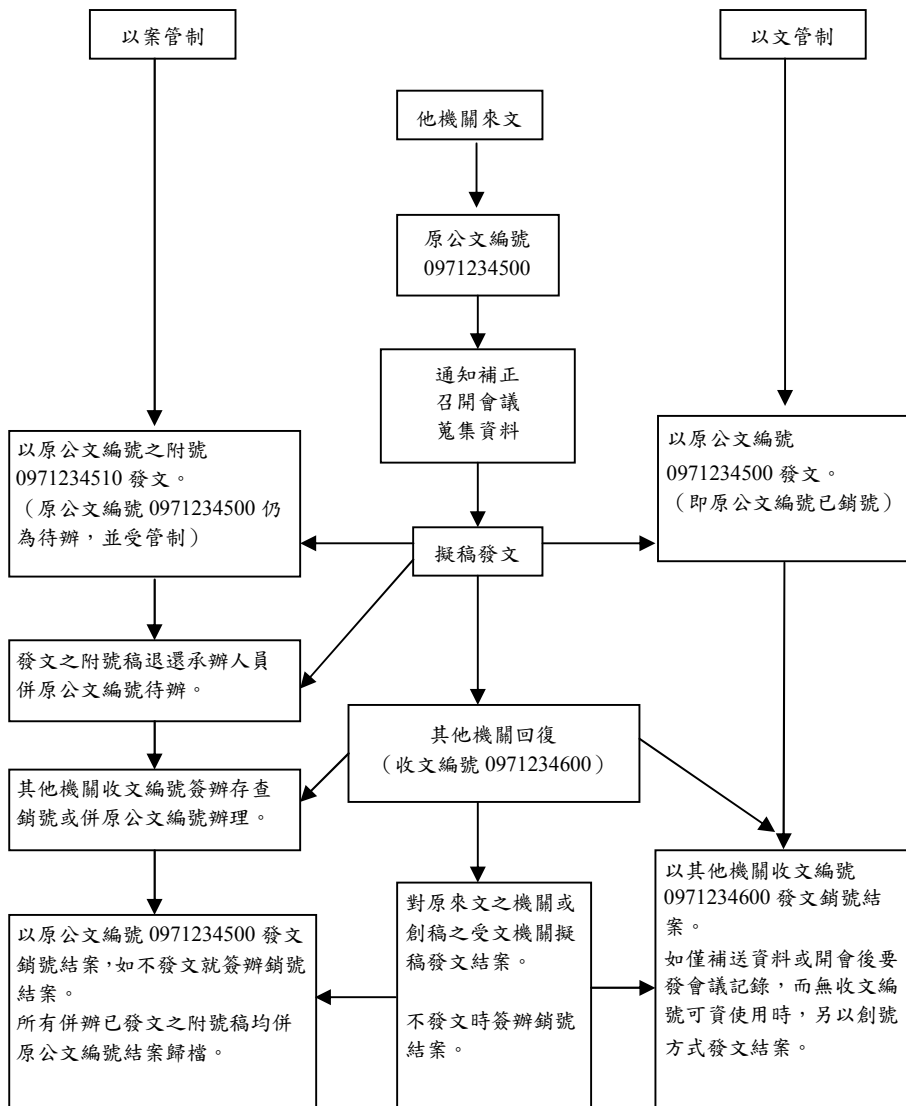 以案管制
以文管制
他機關來文
原公文編號
0971234500
通知補正
召開會議
蒐集資料
以原公文編號之附號
0971234510 發文。
（原公文編號 0971234500 仍
為待辦，並受管制）
以原公文編號
0971234500 發文。
（即原公文編號已銷號）
擬稿發文
發文之附號稿退還承辦人員
併原公文編號待辦。
其他機關回復
（收文編號 0971234600）
其他機關收文編號簽辦存查
銷號或併原公文編號辦理。
以原公文編號 0971234500 發文
銷號結案，如不發文就簽辦銷號
結案。
所有併辦已發文之附號稿均併
原公文編號結案歸檔。
對原來文之機關或
創稿之受文機關擬
稿發文結案。
不發文時簽辦銷號
結案。
以其他機關收文編號
0971234600 發文銷號結
案。
如僅補送資料或開會後要
發會議記錄，而無收文編
號可資使用時，另以創號
方式發文結案。